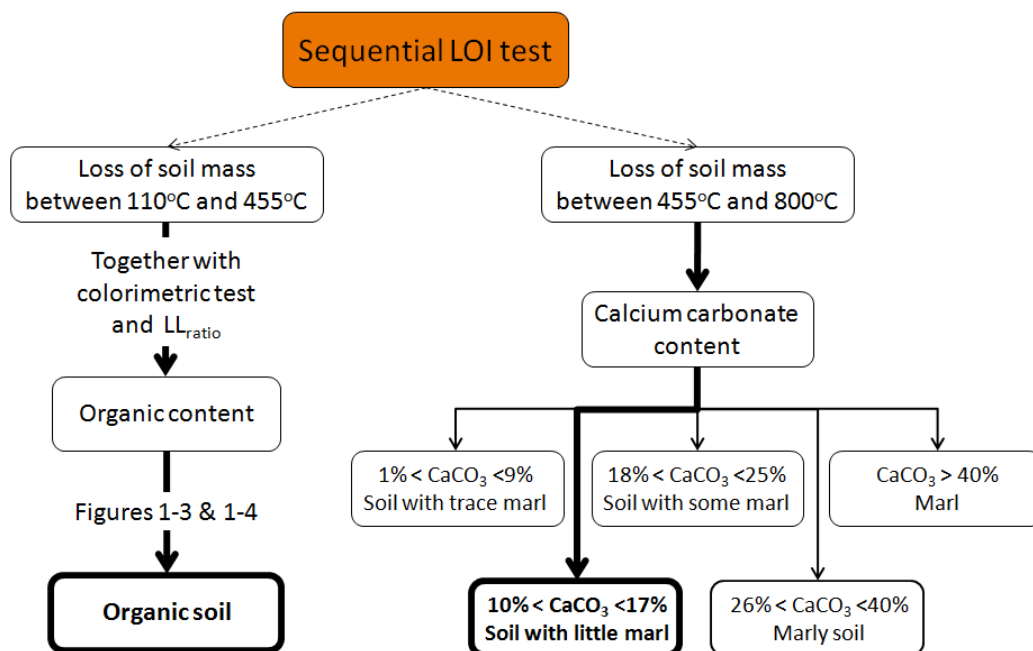 Sequential LOI test
Loss of soil mass
between 110°C and 455°C
Together with
colorimetric test
and LL_ratio
Organic content
Figures 1-3 & 1-4
Organic soil
Loss of soil mass
between 455°C and 800°C
Calcium carbonate
content
1% < CaCO₃ <9%
Soil with trace marl
18% < CaCO₃ <25%
Soil with some marl
CaCO₃ > 40%
Marl
10% < CaCO₃ <17%
Soil with little marl
26% < CaCO₃ <40%
Marly soil